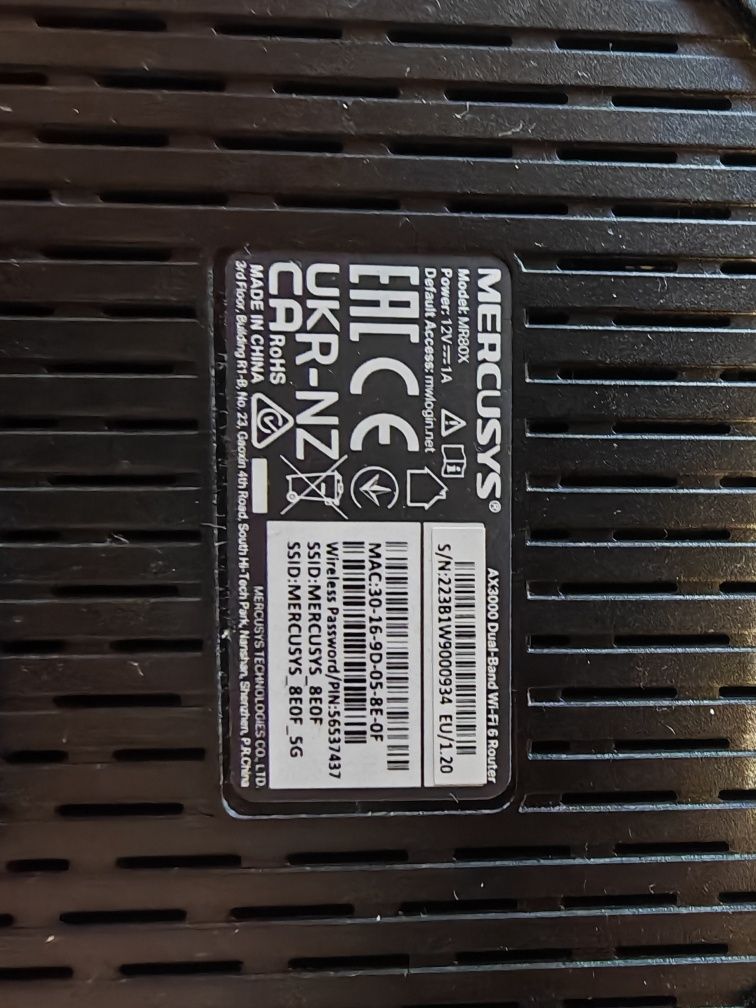 MERCUSYS®
AX3000 Dual-Band Wi-Fi 6 Router
Model: MR80X
Power: 12V⎓1A
Default Access: mwlogin.net
S/N:223B1W9000934 EU/1.20
MAC:30-16-9D-05-8E-0F
Wireless Password/PIN:56537437
SSID:MERCUSYS_8E0F
SSID:MERCUSYS_8E0F_5G
EAC CE
UKR-NZ
CA RoHS
MADE IN CHINA
MERCUSYS TECHNOLOGIES CO., LTD.
3rd Floor, Building R1-B, No. 23, Gaoxin 4th Road, South Hi-Tech Park, Nanshan, Shenzhen, P.R.China